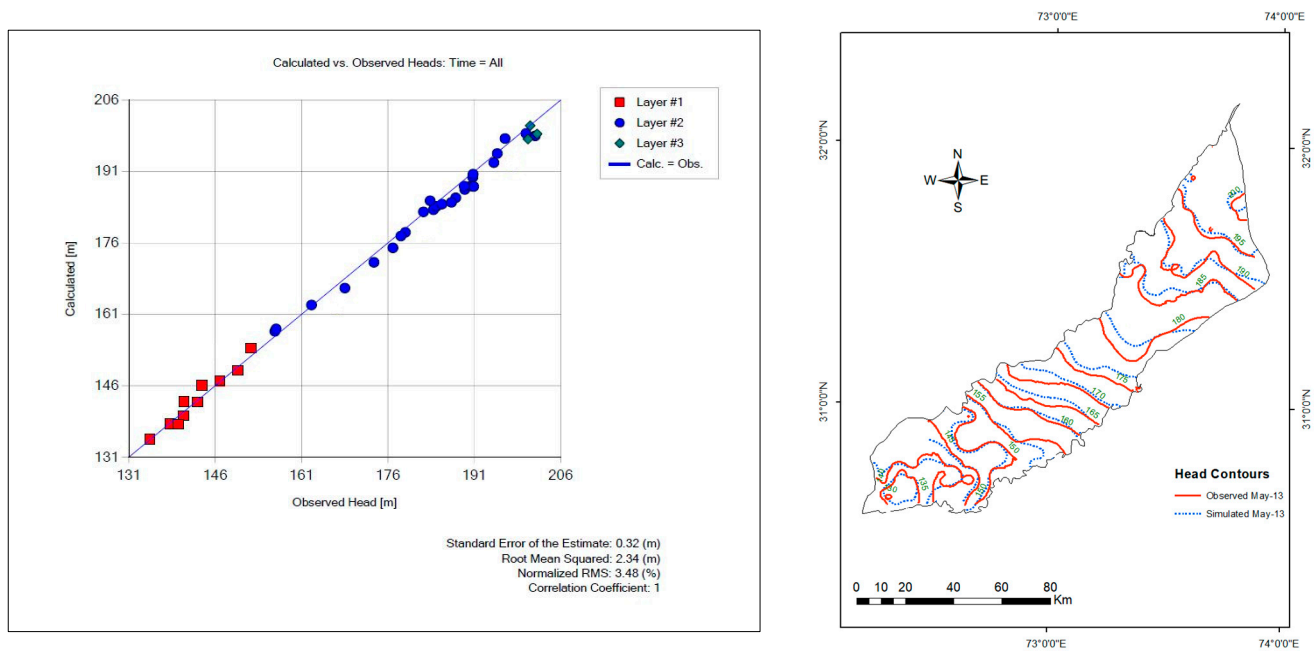 Calculated vs. Observed Heads: Time = All
206
191
176
161
146
131
Calculated [m]
131
146
161
176
191
206
Observed Head [m]
Layer #1
Layer #2
Layer #3
Calc. = Obs.
Standard Error of the Estimate: 0.32 (m)
Root Mean Squared: 2.34 (m)
Normalized RMS: 3.48 (%)
Correlation Coefficient: 1
73°0'0"E
74°0'0"E
32°0'0"N
32°0'0"N
N
W
E
S
200
195
190
185
180
175
170
165
160
155
150
31°0'0"N
31°0'0"N
135
Head Contours
Observed May-13
Simulated May-13
0
10
20
40
60
80
Km
73°0'0"E
74°0'0"E